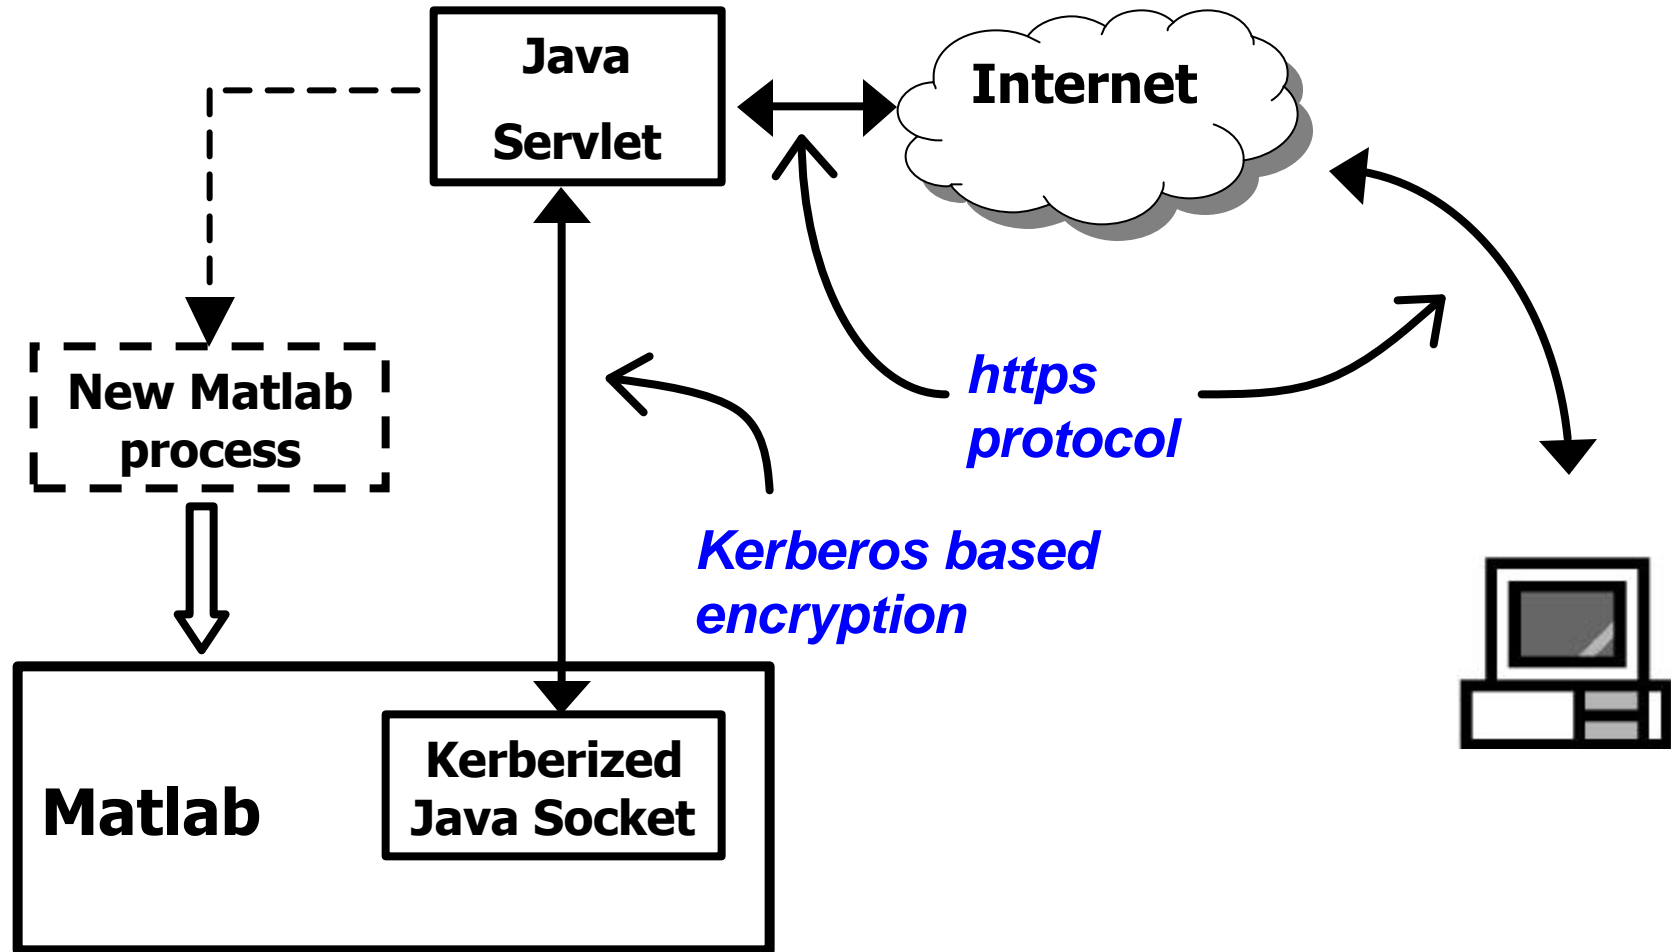 Java
Servlet
Internet
New Matlab
process
https
protocol
Kerberos based
encryption
Matlab
Kerberized
Java Socket